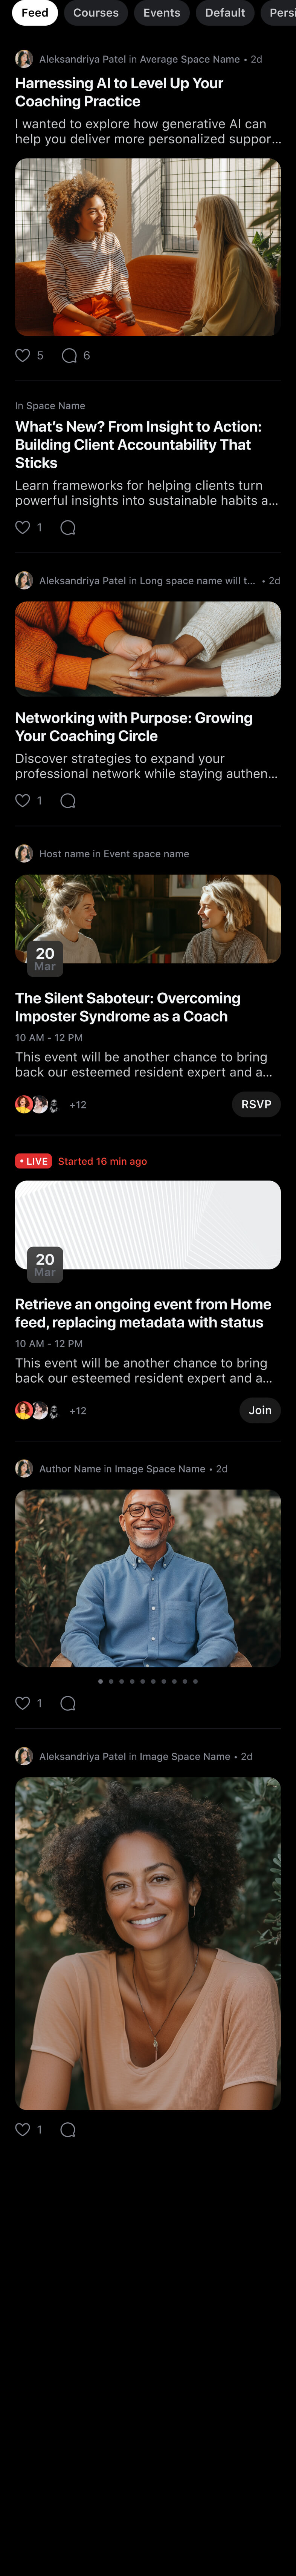 Feed Courses Events Default Persi
Aleksandriya Patel in Average Space Name • 2d
Harnessing AI to Level Up Your
Coaching Practice
I wanted to explore how generative AI can
help you deliver more personalized suppor...
5 6
In Space Name
What's New? From Insight to Action:
Building Client Accountability That
Sticks
Learn frameworks for helping clients turn
powerful insights into sustainable habits a...
1
Aleksandriya Patel in Long space name will t... • 2d
Networking with Purpose: Growing
Your Coaching Circle
Discover strategies to expand your
professional network while staying authen...
1
Host name in Event space name
20
Mar
The Silent Saboteur: Overcoming
Imposter Syndrome as a Coach
10 AM - 12 PM
This event will be another chance to bring
back our esteemed resident expert and a...
+12 RSVP
• LIVE Started 16 min ago
20
Mar
Retrieve an ongoing event from Home
feed, replacing metadata with status
10 AM - 12 PM
This event will be another chance to bring
back our esteemed resident expert and a...
+12 Join
Author Name in Image Space Name • 2d
1
Aleksandriya Patel in Image Space Name • 2d
1